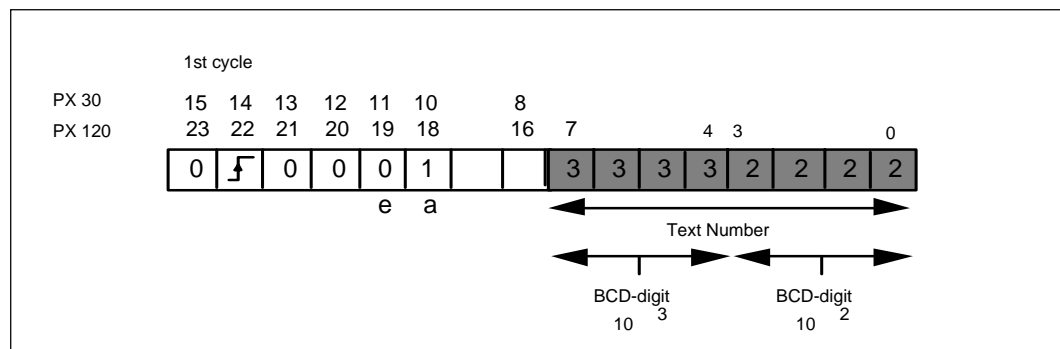 1st cycle
PX 30 15 14 13 12 11 10 8
PX 120 23 22 21 20 19 18 16 7 4 3 0
0 0 0 0 1 3 3 3 3 2 2 2 2
e a
Text Number
BCD-digit BCD-digit
10 3 10 2